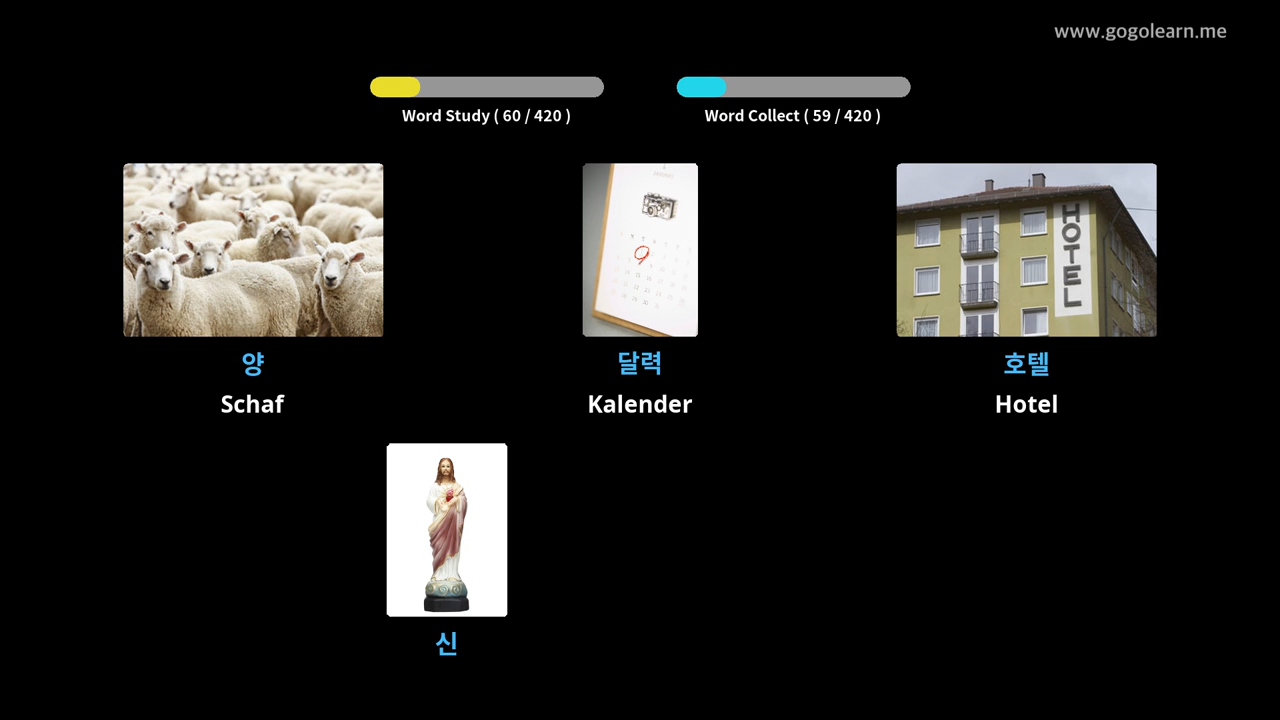 www.gogolearn.me
Word Study ( 60 / 420 )
Word Collect ( 59 / 420 )
HOTEL
9
양
달력
호텔
Schaf
Kalender
Hotel
신